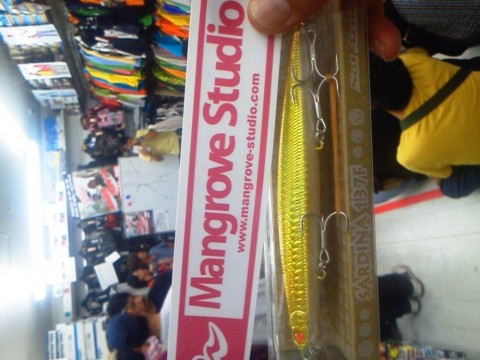 Mangrove Studio
www.mangrove-studio.com
SARDINA 137F